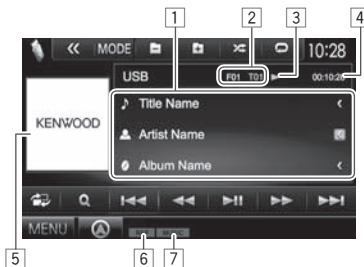 1 2 3 4
MODE 10:28
USB F01 T01 00:10:28
KENWOOD
Title Name
Artist Name
Album Name
MENU A
5 6 7